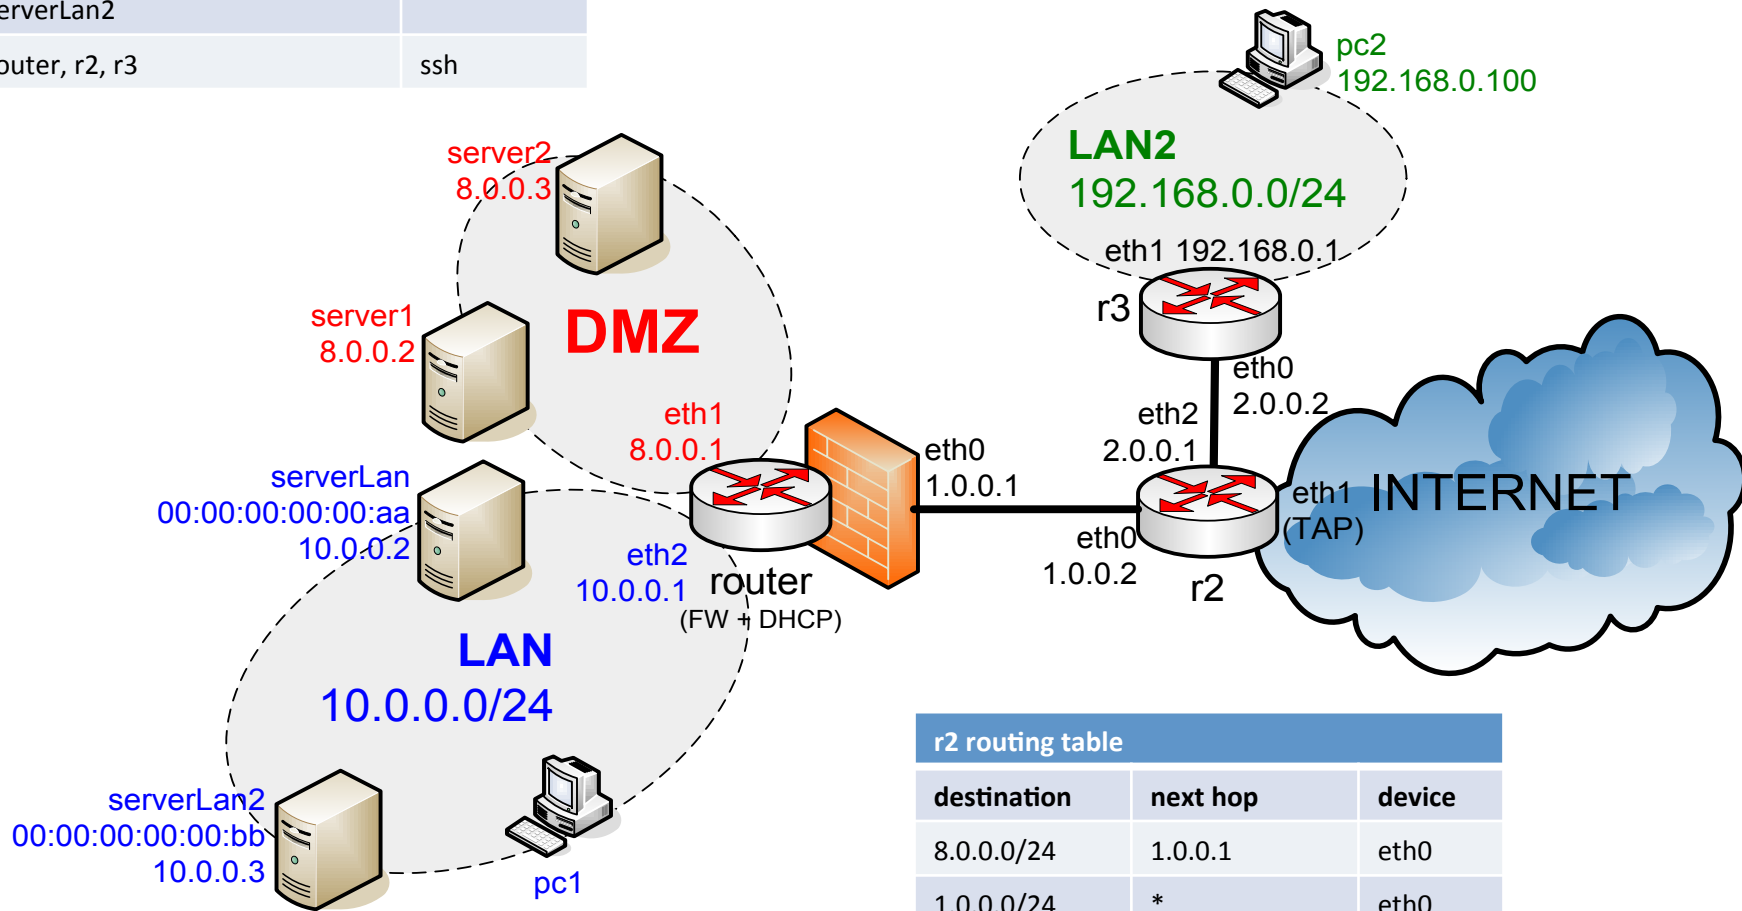 erverLan2
outer, r2, r3 ssh
pc2
192.168.0.100
LAN2
192.168.0.0/24
eth1 192.168.0.1
r3
eth0
2.0.0.2
eth2
2.0.0.1
server2
8.0.0.3
server1
8.0.0.2
DMZ
eth1
8.0.0.1
eth0
1.0.0.1
serverLan
00:00:00:00:00:aa
10.0.0.2
eth2
10.0.0.1
router
(FW + DHCP)
eth0
1.0.0.2
r2
eth1
(TAP)
INTERNET
LAN
10.0.0.0/24
serverLan2
00:00:00:00:00:bb
10.0.0.3
pc1
r2 routing table
destination next hop device
8.0.0.0/24 1.0.0.1 eth0
1.0.0.0/24 * eth0